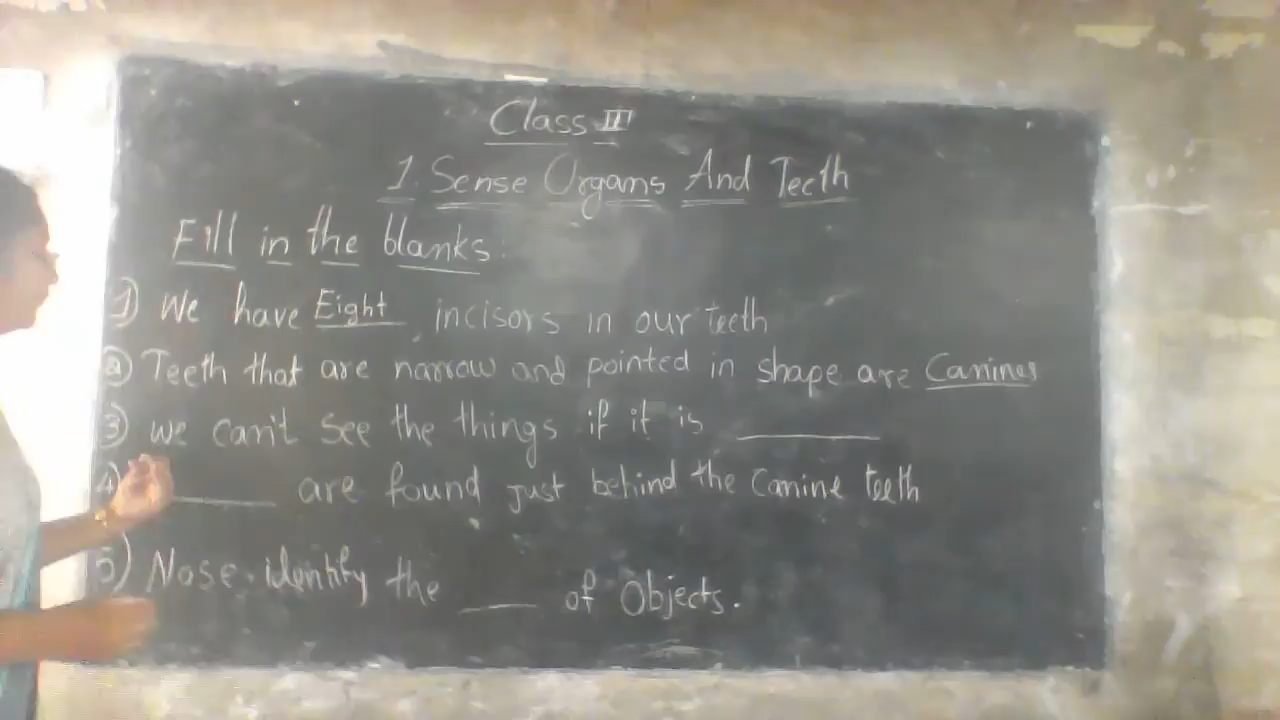 Class III
1. Sense Organs And Teeth
Fill in the blanks:
1) We have Eight incisors in our teeth
2) Teeth that are narrow and pointed in shape are Canines
3) we can't see the things if it is ______
4) ______ are found just behind the canine teeth
5) Nose identify the ___ of Objects.